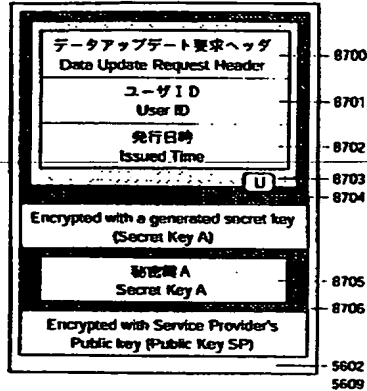 データアップデート要求ヘッダ
Data Update Request Header
8700
ユーザID
User ID
8701
発行日時
Issued Time
8702
U
8703
8704
Encrypted with a generated secret key
(Secret Key A)
秘密鍵A
Secret Key A
8705
8706
Encrypted with Service Provider's
Public key (Public Key SP)
5602
5609